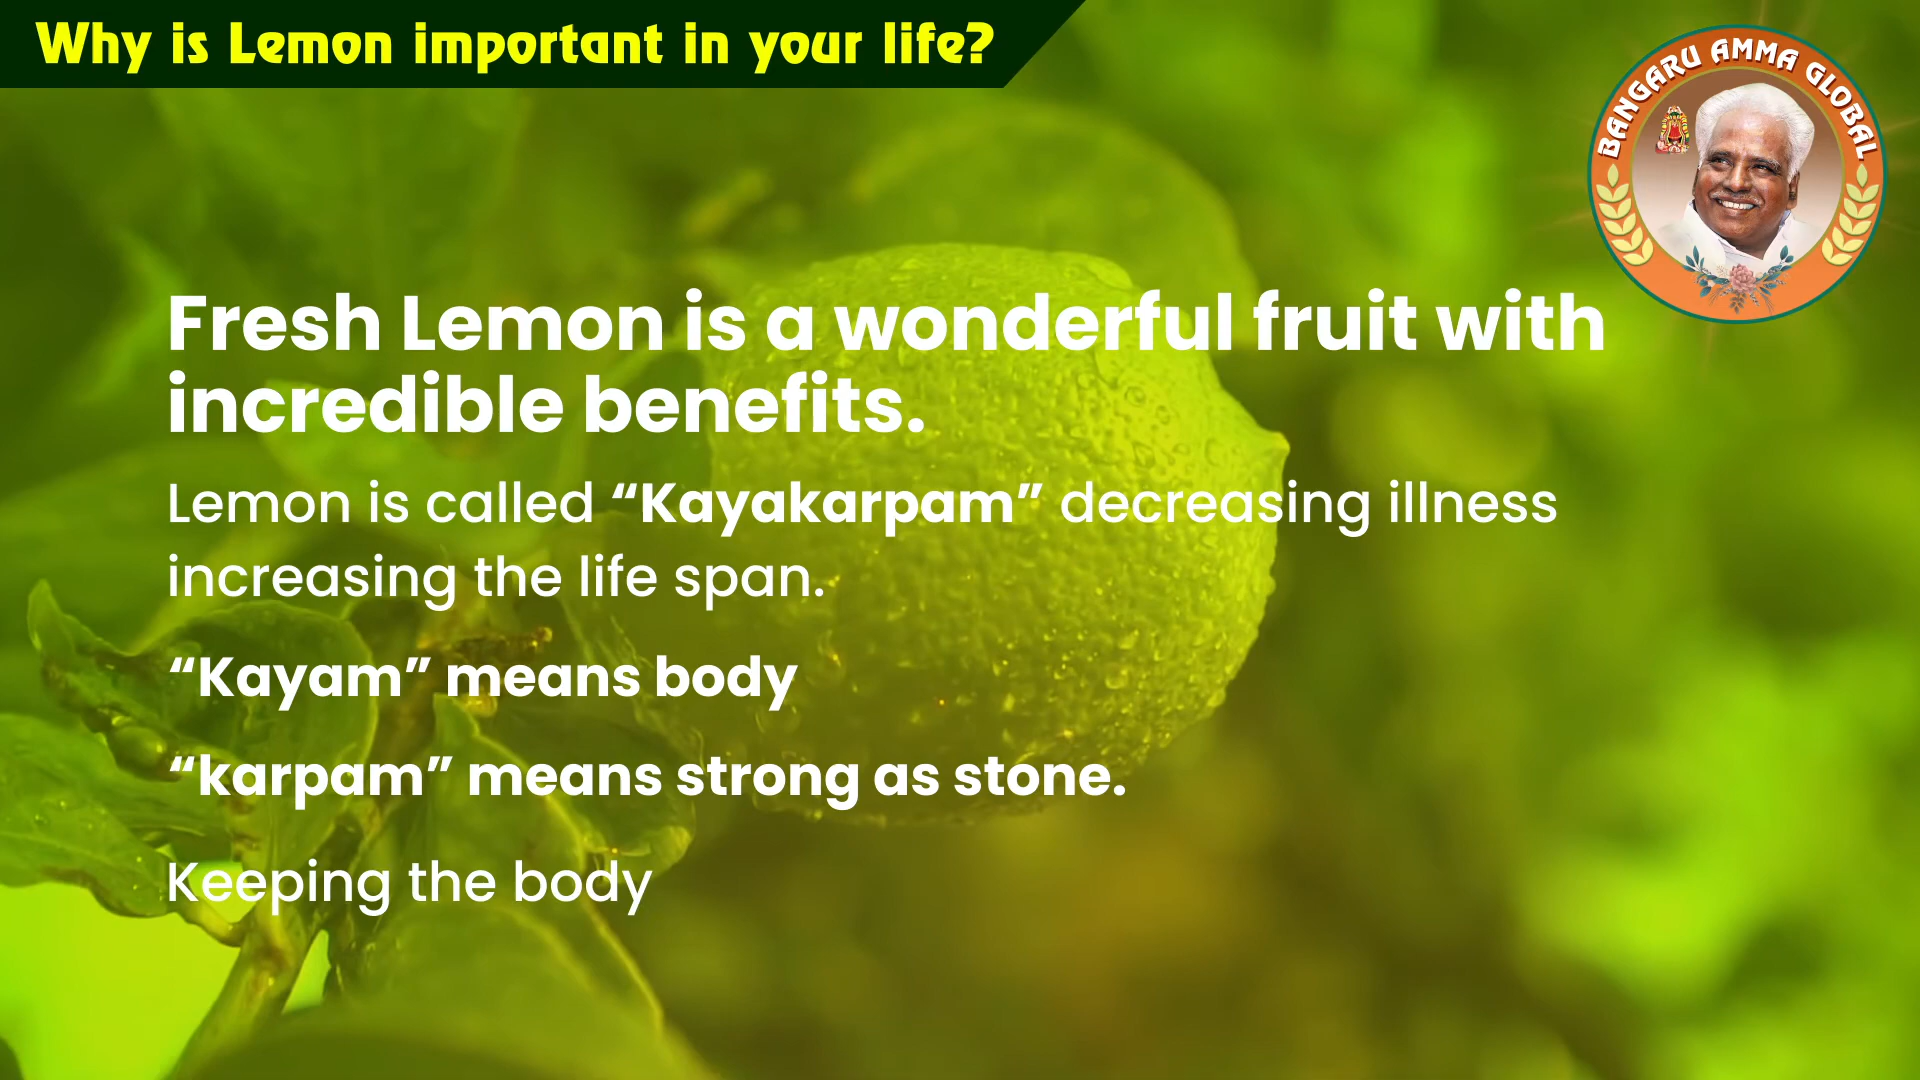 Why is Lemon important in your life?
BANGARU AMMA GLOBAL
Fresh Lemon is a wonderful fruit with
incredible benefits.
Lemon is called “Kayakarpam” decreasing illness
increasing the life span.
“Kayam” means body
“karpam” means strong as stone.
Keeping the body